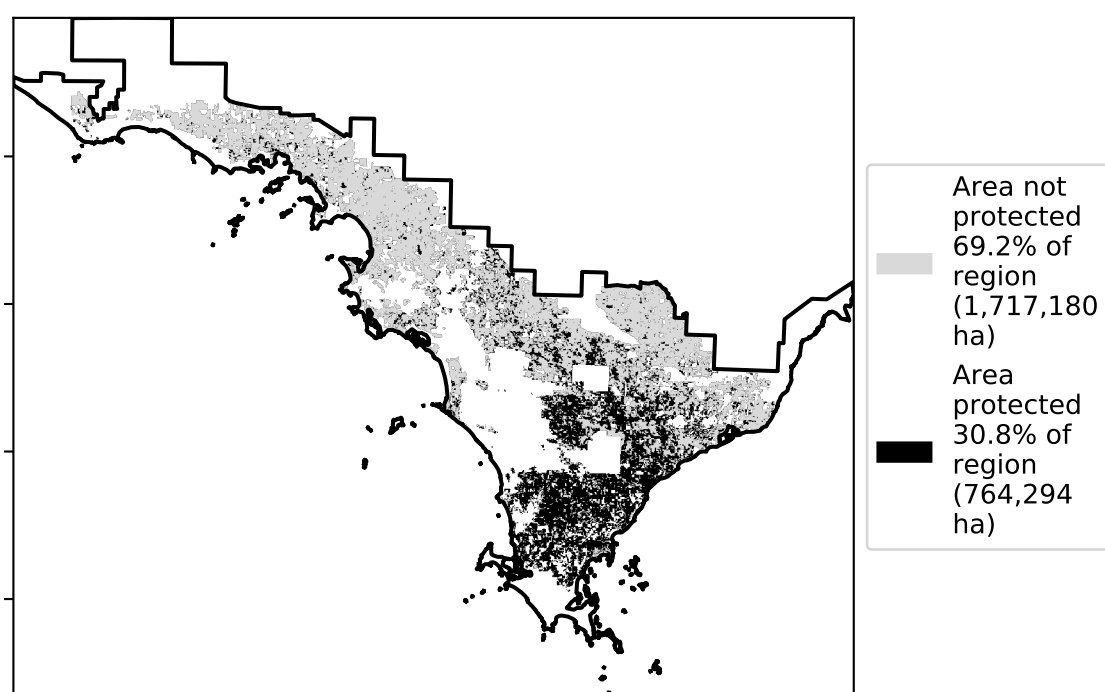 Area not
protected
69.2% of
region
(1,717,180
ha)
Area
protected
30.8% of
region
(764,294
ha)